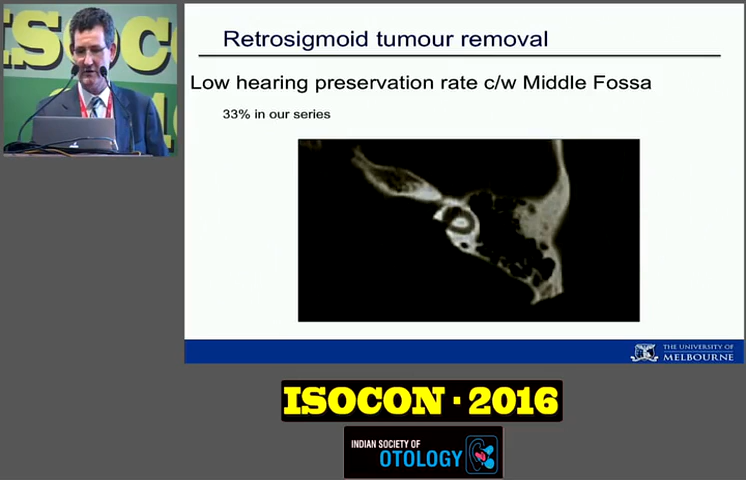 ISOC
Retrosigmoid tumour removal
Low hearing preservation rate c/w Middle Fossa
33% in our series
THE UNIVERSITY OF
MELBOURNE
ISOCON · 2016
INDIAN SOCIETY OF
OTOLOGY